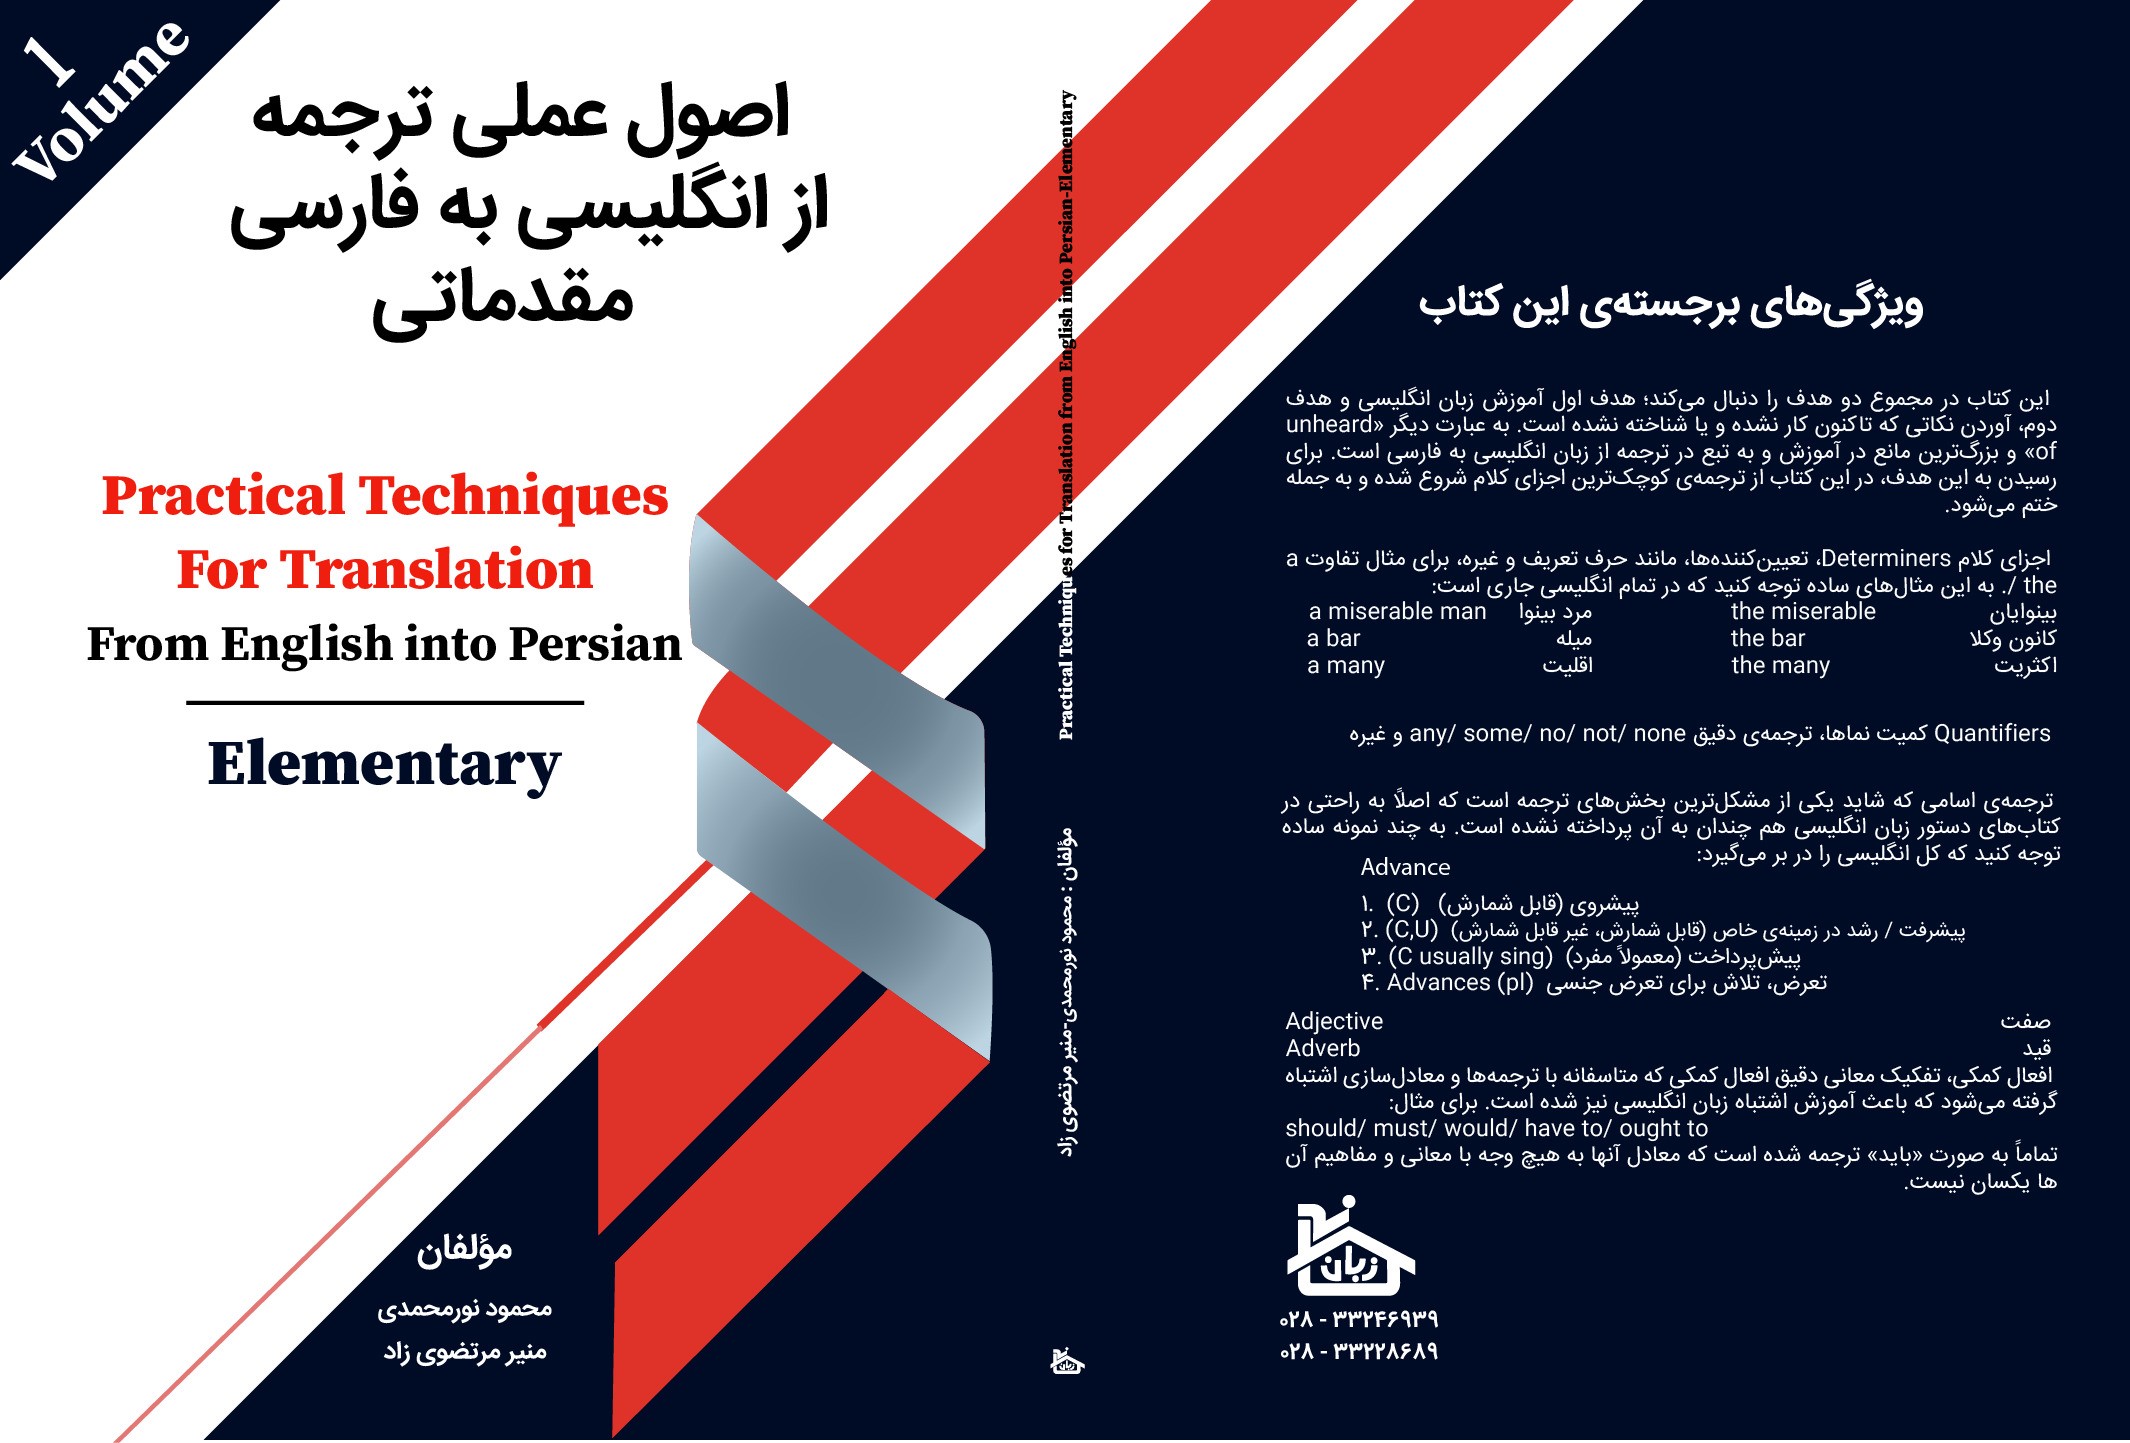 1
Volume
اصول عملی ترجمه
از انگلیسی به فارسی
مقدماتی
Practical Techniques
For Translation
From English into Persian
Elementary
مؤلفان
محمود نورمحمدی
منیر مرتضوی زاد
Practical Techniques for Translation from English into Persian-Elementary
مؤلفان : محمود نورمحمدی-منیر مرتضوی زاد
زبان
ویژگی‌های برجسته‌ی این کتاب
این کتاب در مجموع دو هدف را دنبال می‌کند؛ هدف اول آموزش زبان انگلیسی و هدف
دوم، آوردن نکاتی که تاکنون کار نشده و یا شناخته نشده است. به عبارت دیگر «unheard
of» و بزرگ‌ترین مانع در آموزش و به تبع در ترجمه از زبان انگلیسی به فارسی است. برای
رسیدن به این هدف، در این کتاب از ترجمه‌ی کوچک‌ترین اجزای کلام شروع شده و به جمله
ختم می‌شود.
اجزای کلام Determiners، تعیین‌کننده‌ها، مانند حرف تعریف و غیره، برای مثال تفاوت a
the /. به این مثال‌های ساده توجه کنید که در تمام انگلیسی جاری است:
a miserable man مرد بینوا the miserable بینوایان
a bar میله the bar کانون وکلا
a many اقلیت the many اکثریت
Quantifiers کمیت نماها، ترجمه‌ی دقیق any/ some/ no/ not/ none و غیره
ترجمه‌ی اسامی که شاید یکی از مشکل‌ترین بخش‌های ترجمه است که اصلاً به راحتی در
کتاب‌های دستور زبان انگلیسی هم چندان به آن پرداخته نشده است. به چند نمونه ساده
توجه کنید که کل انگلیسی را در بر می‌گیرد:
Advance
۱. (C) پیشروی (قابل شمارش)
۲. (C,U) پیشرفت / رشد در زمینه‌ی خاص (قابل شمارش، غیر قابل شمارش)
۳. (C usually sing) پیش‌پرداخت (معمولاً مفرد)
۴. Advances (pl) تعرض، تلاش برای تعرض جنسی
Adjective صفت
Adverb قید
افعال کمکی، تفکیک معانی دقیق افعال کمکی که متاسفانه با ترجمه‌ها و معادل‌سازی اشتباه
گرفته می‌شود که باعث آموزش اشتباه زبان انگلیسی نیز شده است. برای مثال:
should/ must/ would/ have to/ ought to
تماماً به صورت «باید» ترجمه شده است که معادل آنها به هیچ وجه با معانی و مفاهیم آن
ها یکسان نیست.
زبان
۰۲۸ - ۳۳۲۴۶۹۳۹
۰۲۸ - ۳۳۲۲۸۶۸۹